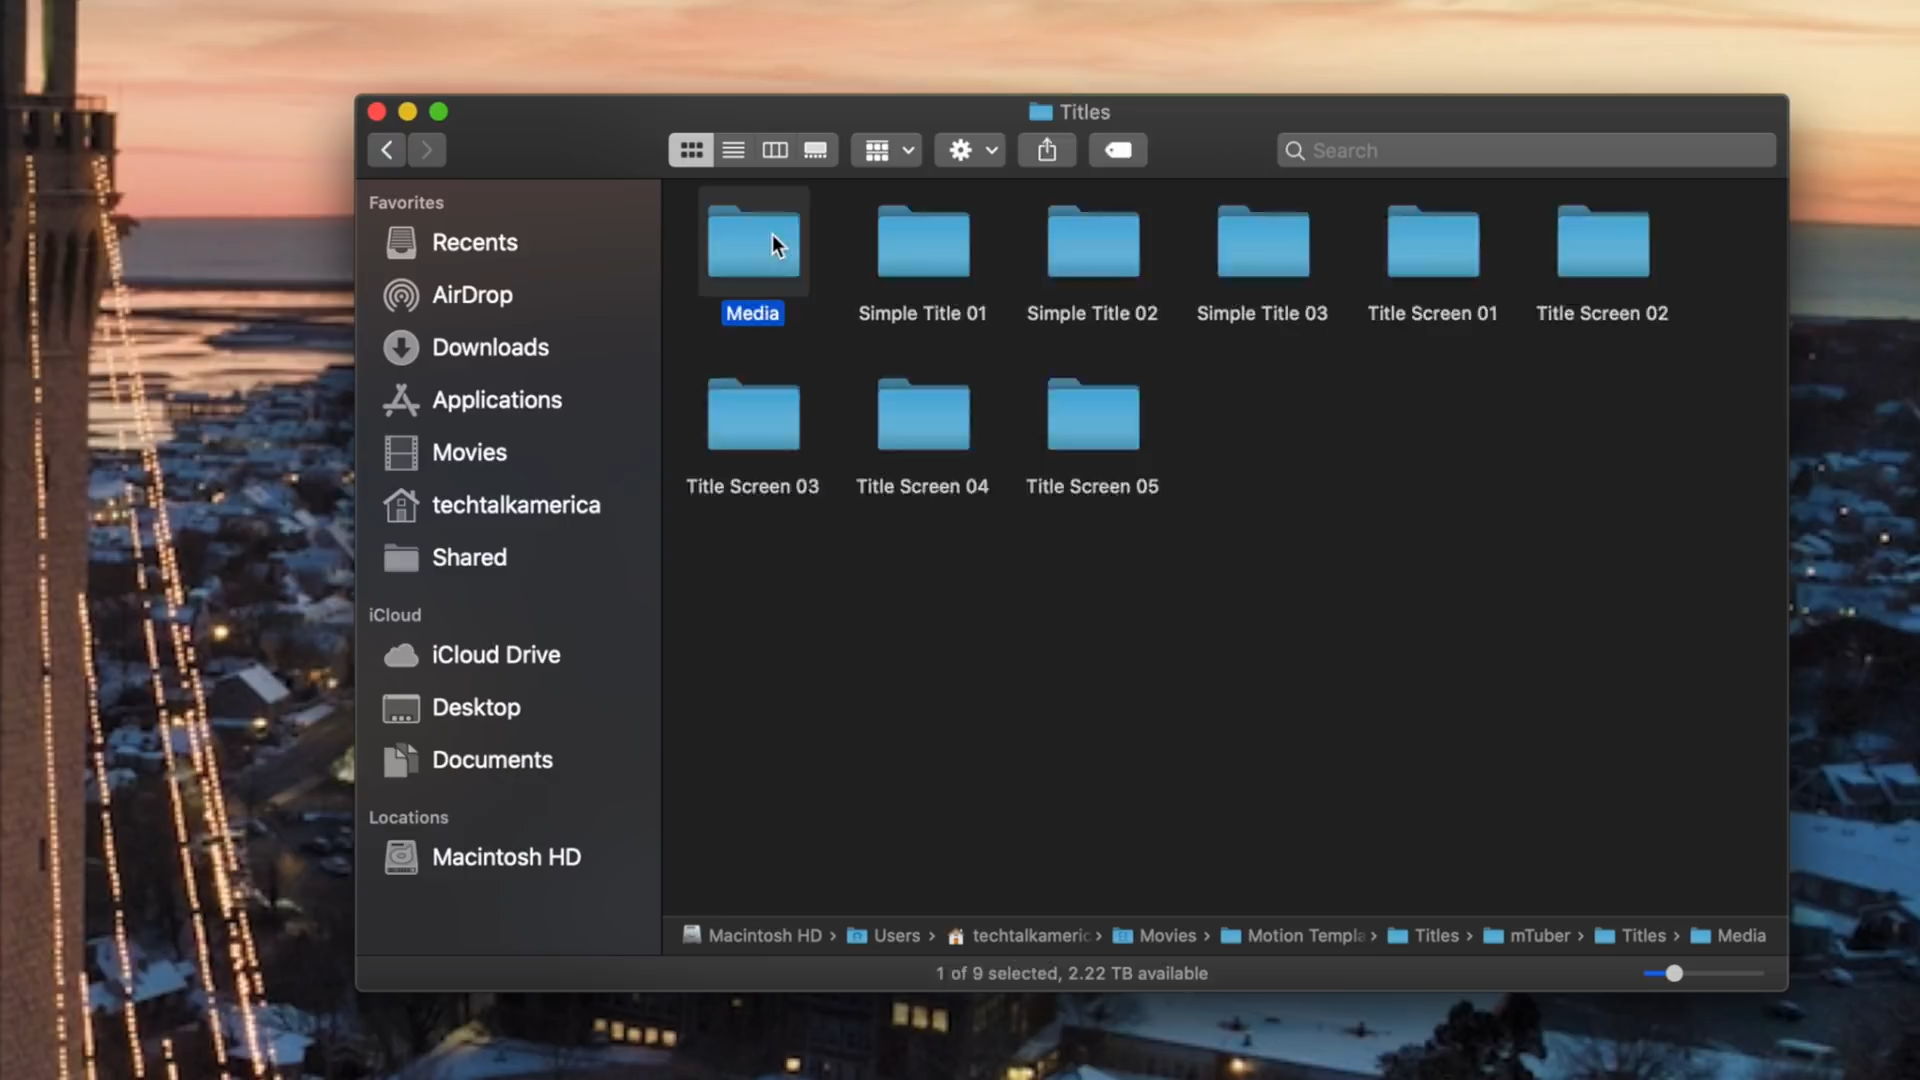 Titles
Search
Favorites
Recents
AirDrop
Downloads
Applications
Movies
techtalkamerica
Shared
iCloud
iCloud Drive
Desktop
Documents
Locations
Macintosh HD
Media
Simple Title 01
Simple Title 02
Simple Title 03
Title Screen 01
Title Screen 02
Title Screen 03
Title Screen 04
Title Screen 05
Macintosh HD › Users › techtalkameric › Movies › Motion Templa › Titles › mTuber › Titles › Media
1 of 9 selected, 2.22 TB available